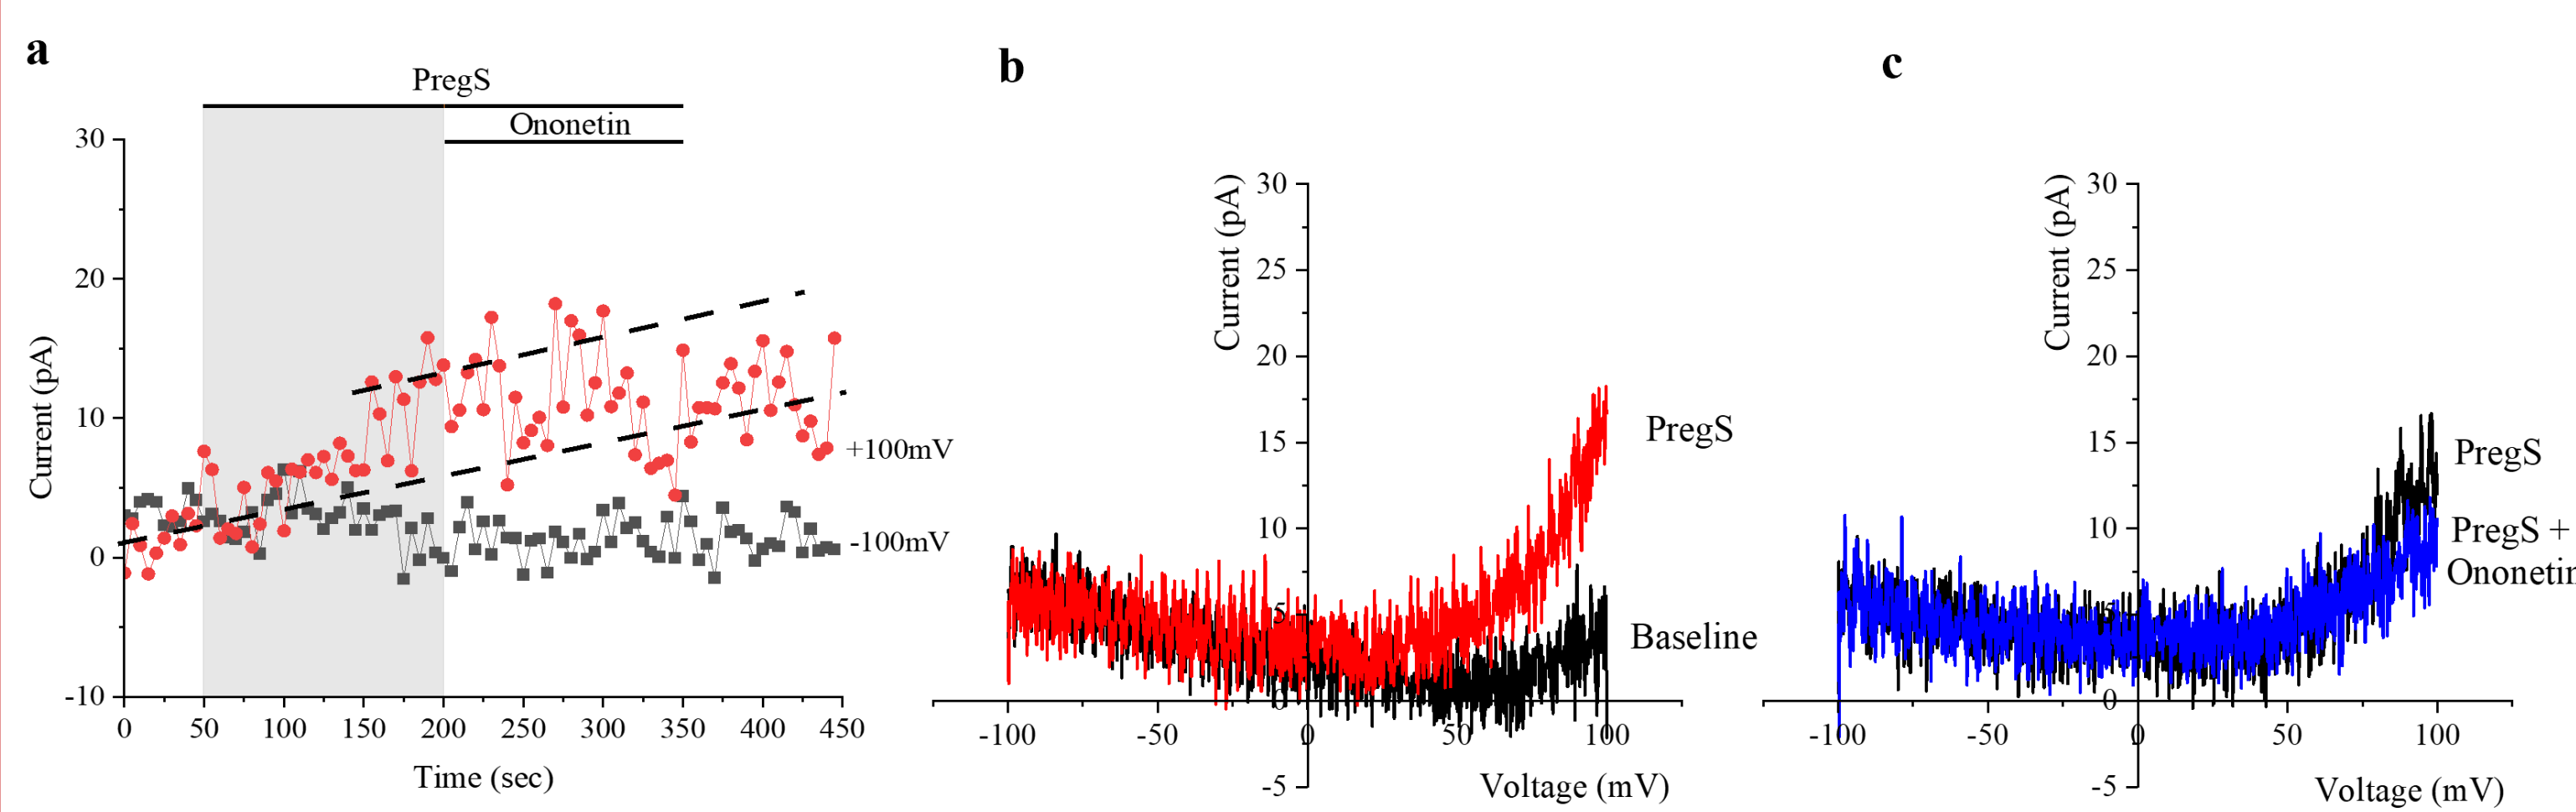 a
PregS
Ononetin
30
20
10
0
-10
Current (pA)
0 50 100 150 200 250 300 350 400 450
Time (sec)
+100mV
-100mV
b
30
25
20
15
10
5
0
-5
Current (pA)
-100 -50 0 50 100
Voltage (mV)
PregS
Baseline
c
30
25
20
15
10
5
0
-5
Current (pA)
-100 -50 0 50 100
Voltage (mV)
PregS
PregS +
Ononetin